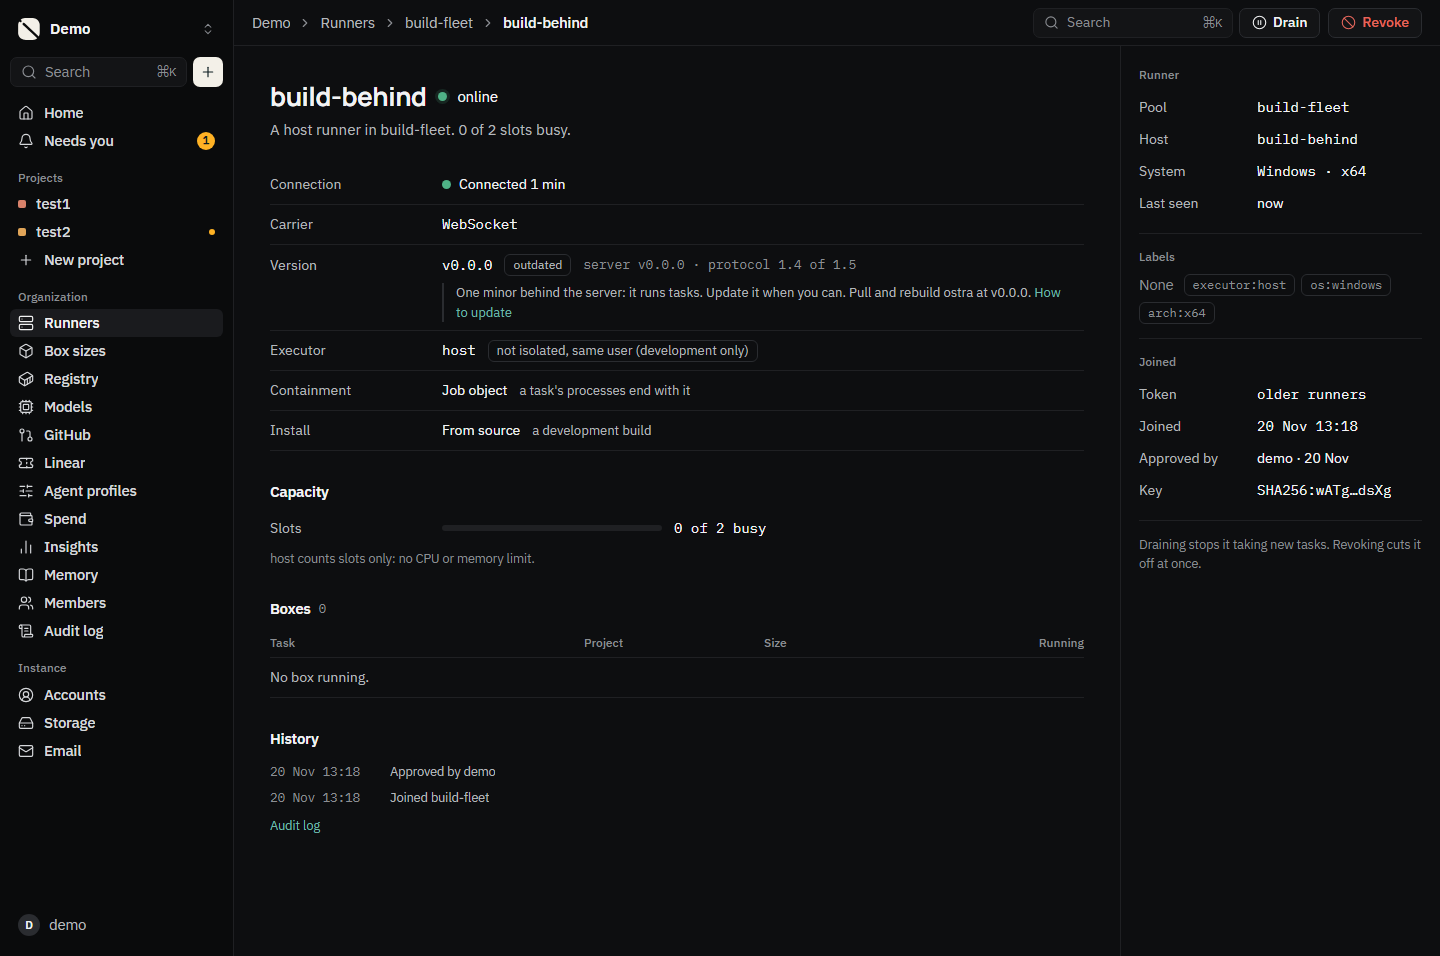 Demo
Search ⌘K
Home
Needs you 1
Projects
test1
test2
New project
Organization
Runners
Box sizes
Registry
Models
GitHub
Linear
Agent profiles
Spend
Insights
Memory
Members
Audit log
Instance
Accounts
Storage
Email
D demo
Demo > Runners > build-fleet > build-behind
Search ⌘K
Drain
Revoke
build-behind online
A host runner in build-fleet. 0 of 2 slots busy.
Connection Connected 1 min
Carrier WebSocket
Version v0.0.0 outdated server v0.0.0 · protocol 1.4 of 1.5
One minor behind the server: it runs tasks. Update it when you can. Pull and rebuild ostra at v0.0.0. How
to update
Executor host not isolated, same user (development only)
Containment Job object a task's processes end with it
Install From source a development build
Capacity
Slots 0 of 2 busy
host counts slots only: no CPU or memory limit.
Boxes 0
Task Project Size Running
No box running.
History
20 Nov 13:18 Approved by demo
20 Nov 13:18 Joined build-fleet
Audit log
Runner
Pool build-fleet
Host build-behind
System Windows · x64
Last seen now
Labels
None executor:host os:windows
arch:x64
Joined
Token older runners
Joined 20 Nov 13:18
Approved by demo · 20 Nov
Key SHA256:wATg…dsXg
Draining stops it taking new tasks. Revoking cuts it
off at once.